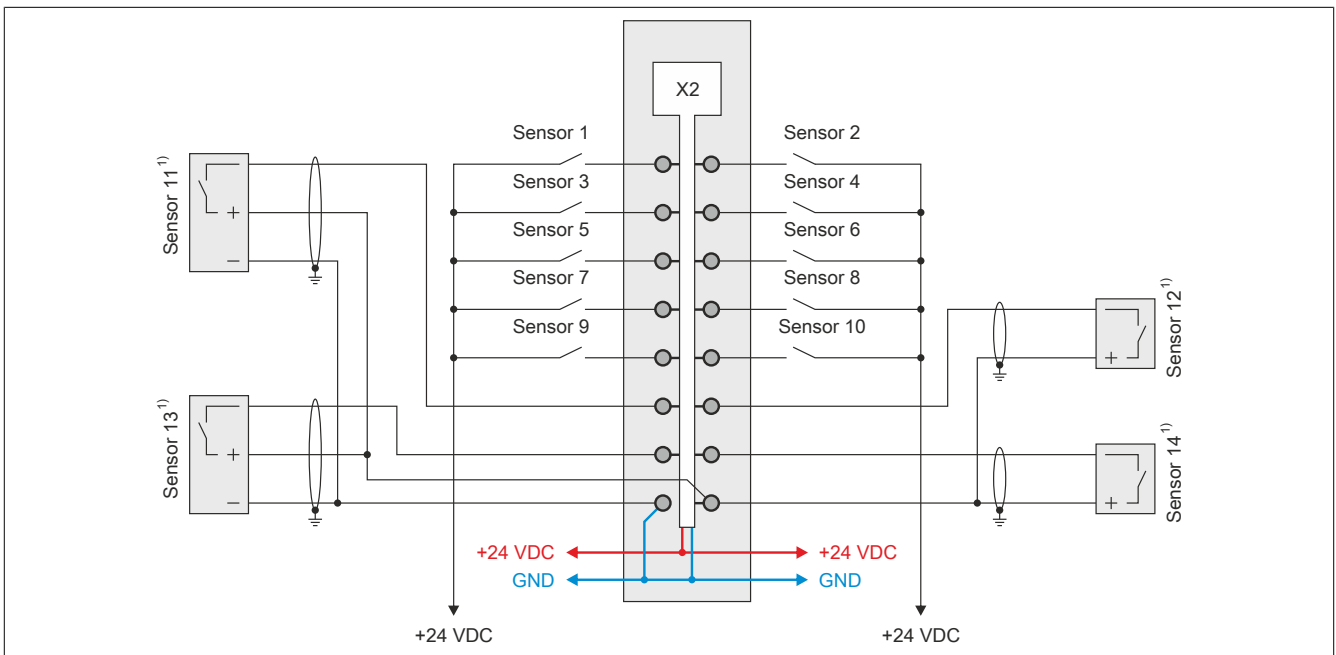 X2
Sensor 1
Sensor 2
Sensor 11 1)
+
−
Sensor 3
Sensor 4
Sensor 5
Sensor 6
Sensor 7
Sensor 8
Sensor 9
Sensor 10
Sensor 12 1)
+
Sensor 13 1)
+
−
Sensor 14 1)
+
+24 VDC
+24 VDC
GND
GND
+24 VDC
+24 VDC